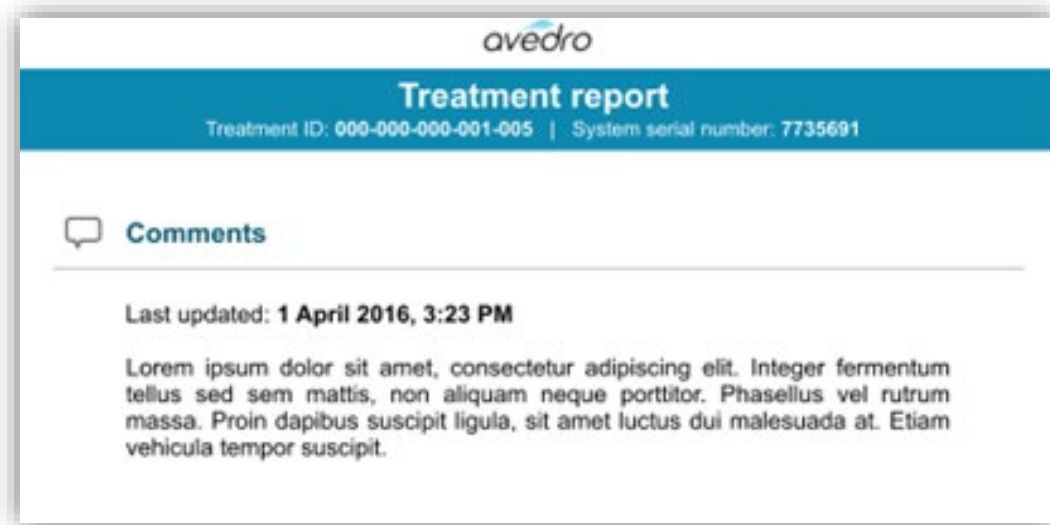 avedro
Treatment report
Treatment ID: 000-000-000-001-005 | System serial number: 7735691
Comments
Last updated: 1 April 2016, 3:23 PM
Lorem ipsum dolor sit amet, consectetur adipiscing elit. Integer fermentum
tellus sed sem mattis, non aliquam neque porttitor. Phasellus vel rutrum
massa. Proin dapibus suscipit ligula, sit amet luctus dui malesuada at. Etiam
vehicula tempor suscipit.